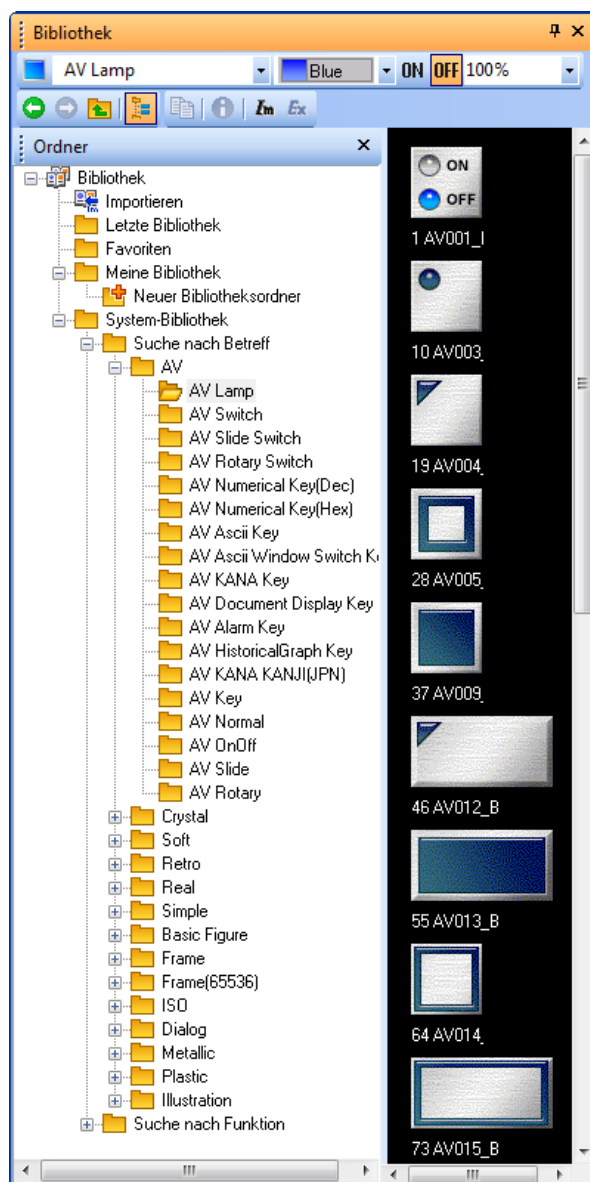 Bibliothek
AV Lamp Blue ON OFF 100%
Im Ex
Ordner
Bibliothek
Importieren
Letzte Bibliothek
Favoriten
Meine Bibliothek
Neuer Bibliotheksordner
System-Bibliothek
Suche nach Betreff
AV
AV Lamp
AV Switch
AV Slide Switch
AV Rotary Switch
AV Numerical Key(Dec)
AV Numerical Key(Hex)
AV Ascii Key
AV Ascii Window Switch
AV KANA Key
AV Document Display Key
AV Alarm Key
AV HistoricalGraph Key
AV KANA KANJI(JPN)
AV Key
AV Normal
AV OnOff
AV Slide
AV Rotary
Crystal
Soft
Retro
Real
Simple
Basic Figure
Frame
Frame(65536)
ISO
Dialog
Metallic
Plastic
Illustration
Suche nach Funktion
ON
OFF
1 AV001_
10 AV003_
19 AV004_
28 AV005_
37 AV009_
46 AV012_B
55 AV013_B
64 AV014_
73 AV015_B